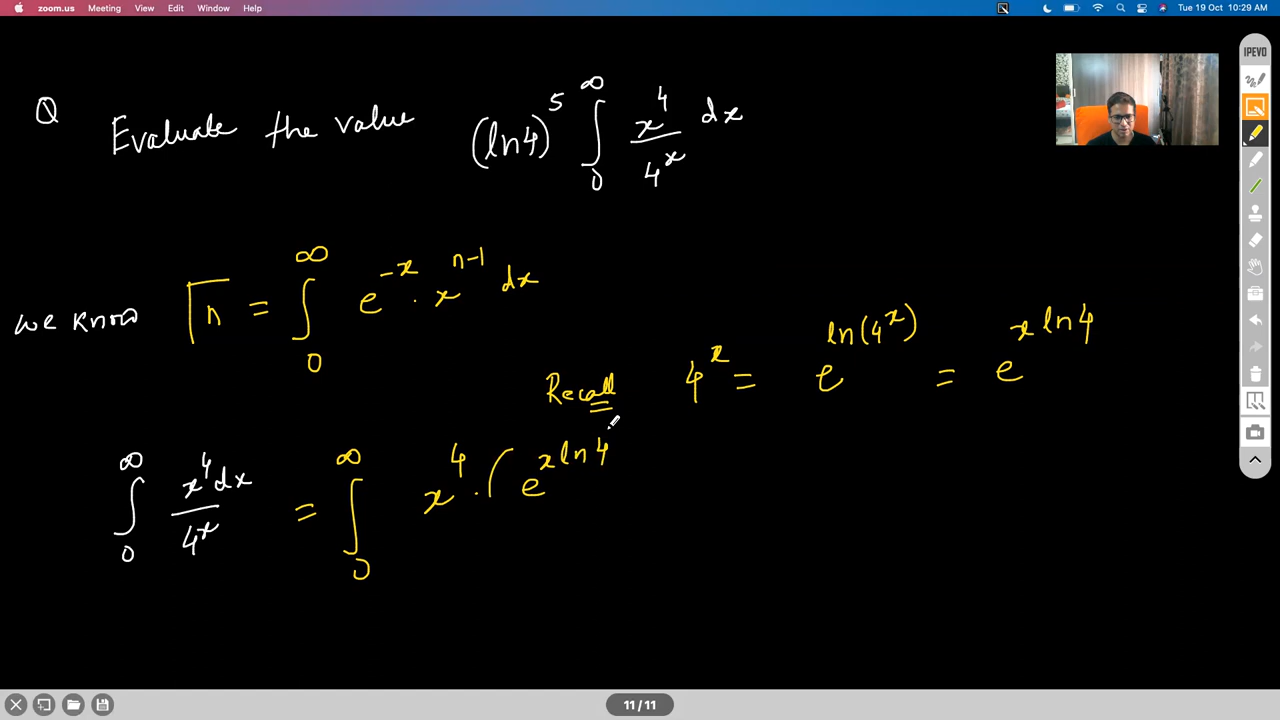 zoom.us Meeting View Edit Window Help Tue 19 Oct 10:29 AM
IPEVO
Q Evaluate the value (ln4)^5 ∫_0^∞ x^4/4^x dx
We know Γn = ∫_0^∞ e^{-x} · x^{n-1} dx
Recall 4^x = e^{ln(4^x)} = e^{x ln4}
∫_0^∞ x^4 dx/4^x = ∫_0^∞ x^4 · ( e^{x ln4}
11/11